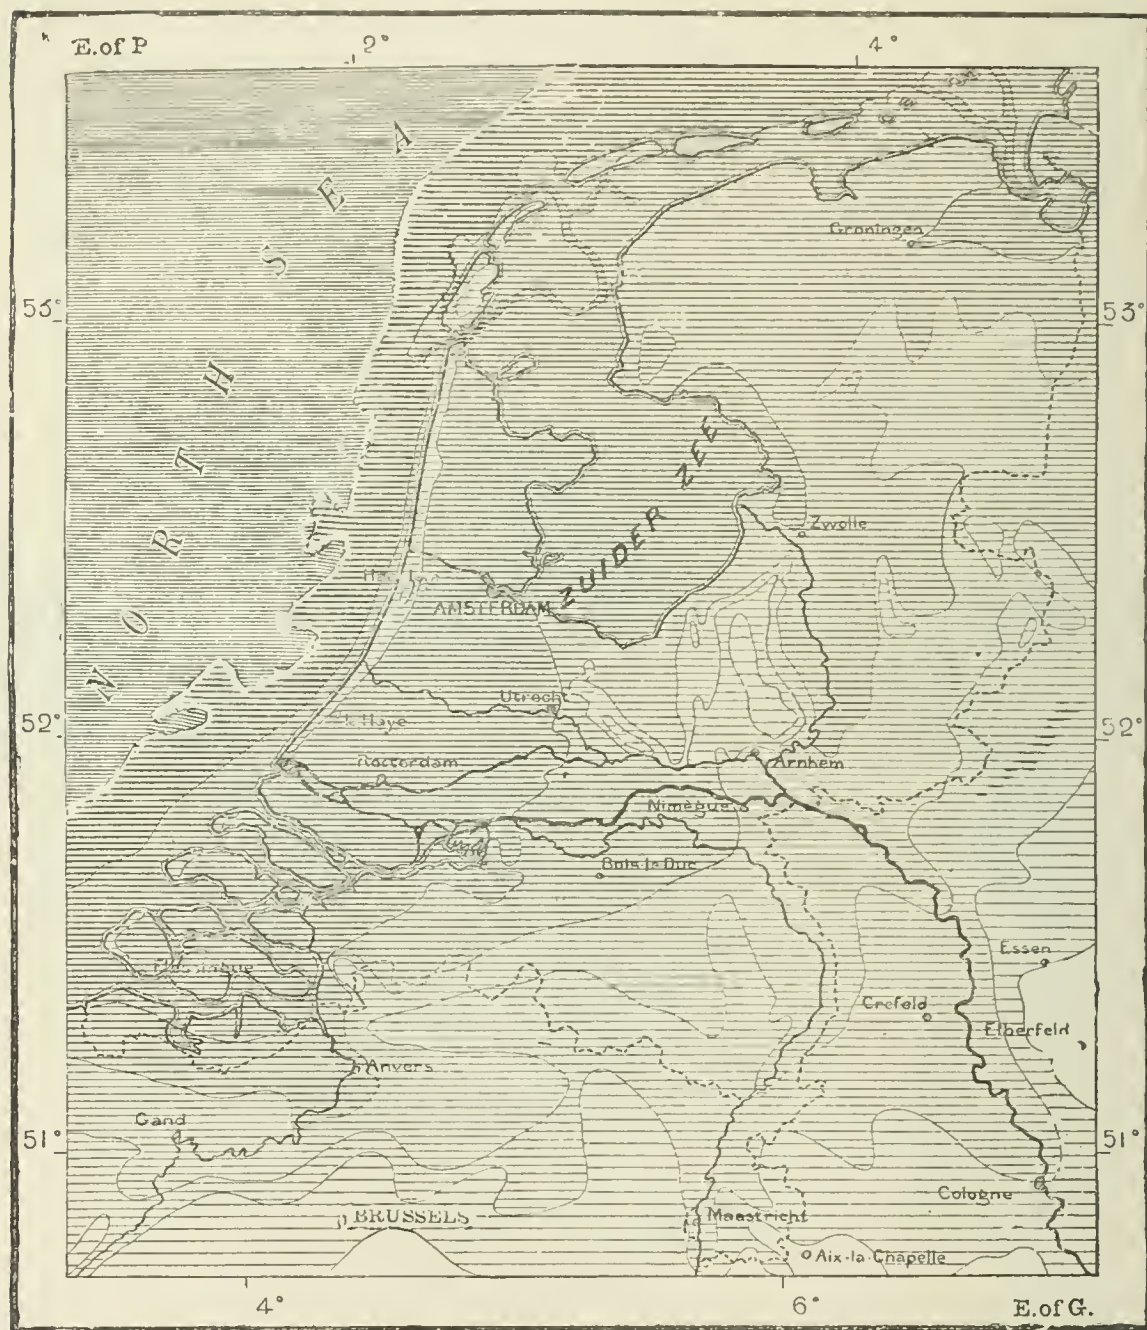 E. of P
2°
4°
NORTH SEA
Groningen
53°
53°
ZUIDER ZEE
Zwolle
AMSTERDAM
Utrecht
la Haye
52°
52°
Rotterdam
Arnhem
Nimègue
Bois-le-Duc
Flessingue
Essen
Crefeld
Elberfeld
Anvers
Gand
51°
51°
Cologne
BRUSSELS
Maastricht
Aix-la-Chapelle
4°
6°
E. of G.